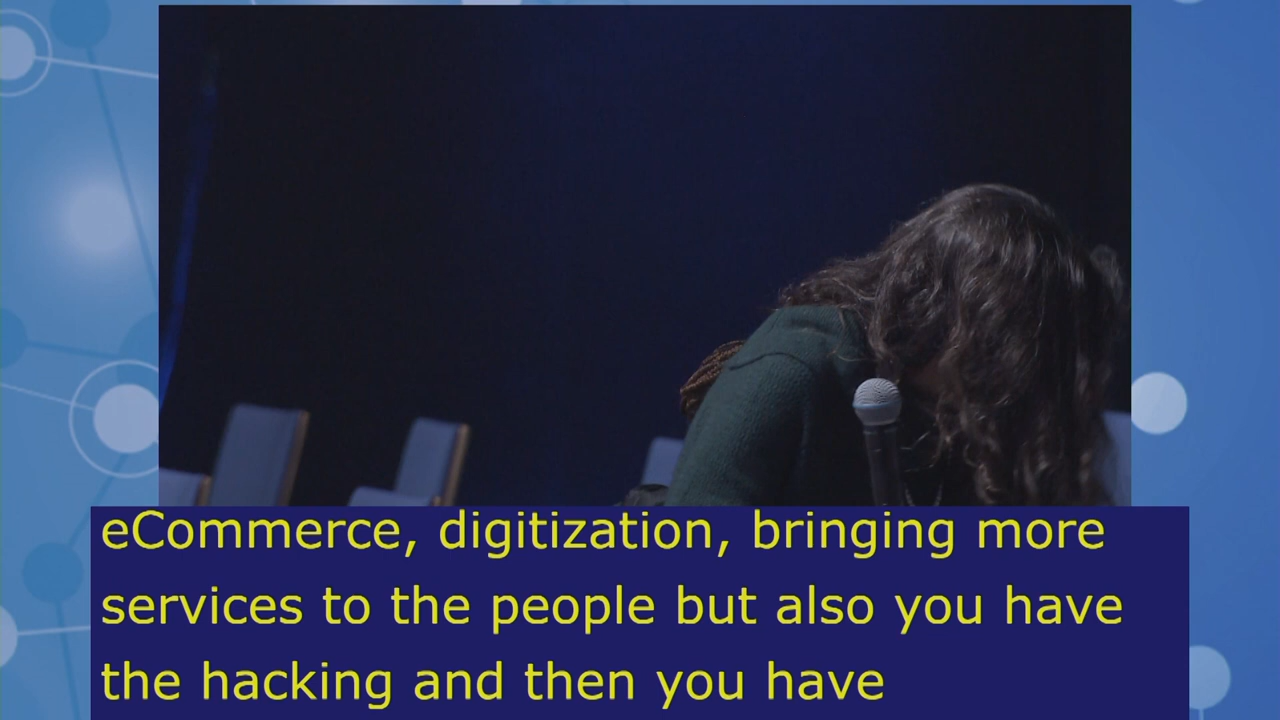 eCommerce, digitization, bringing more
services to the people but also you have
the hacking and then you have